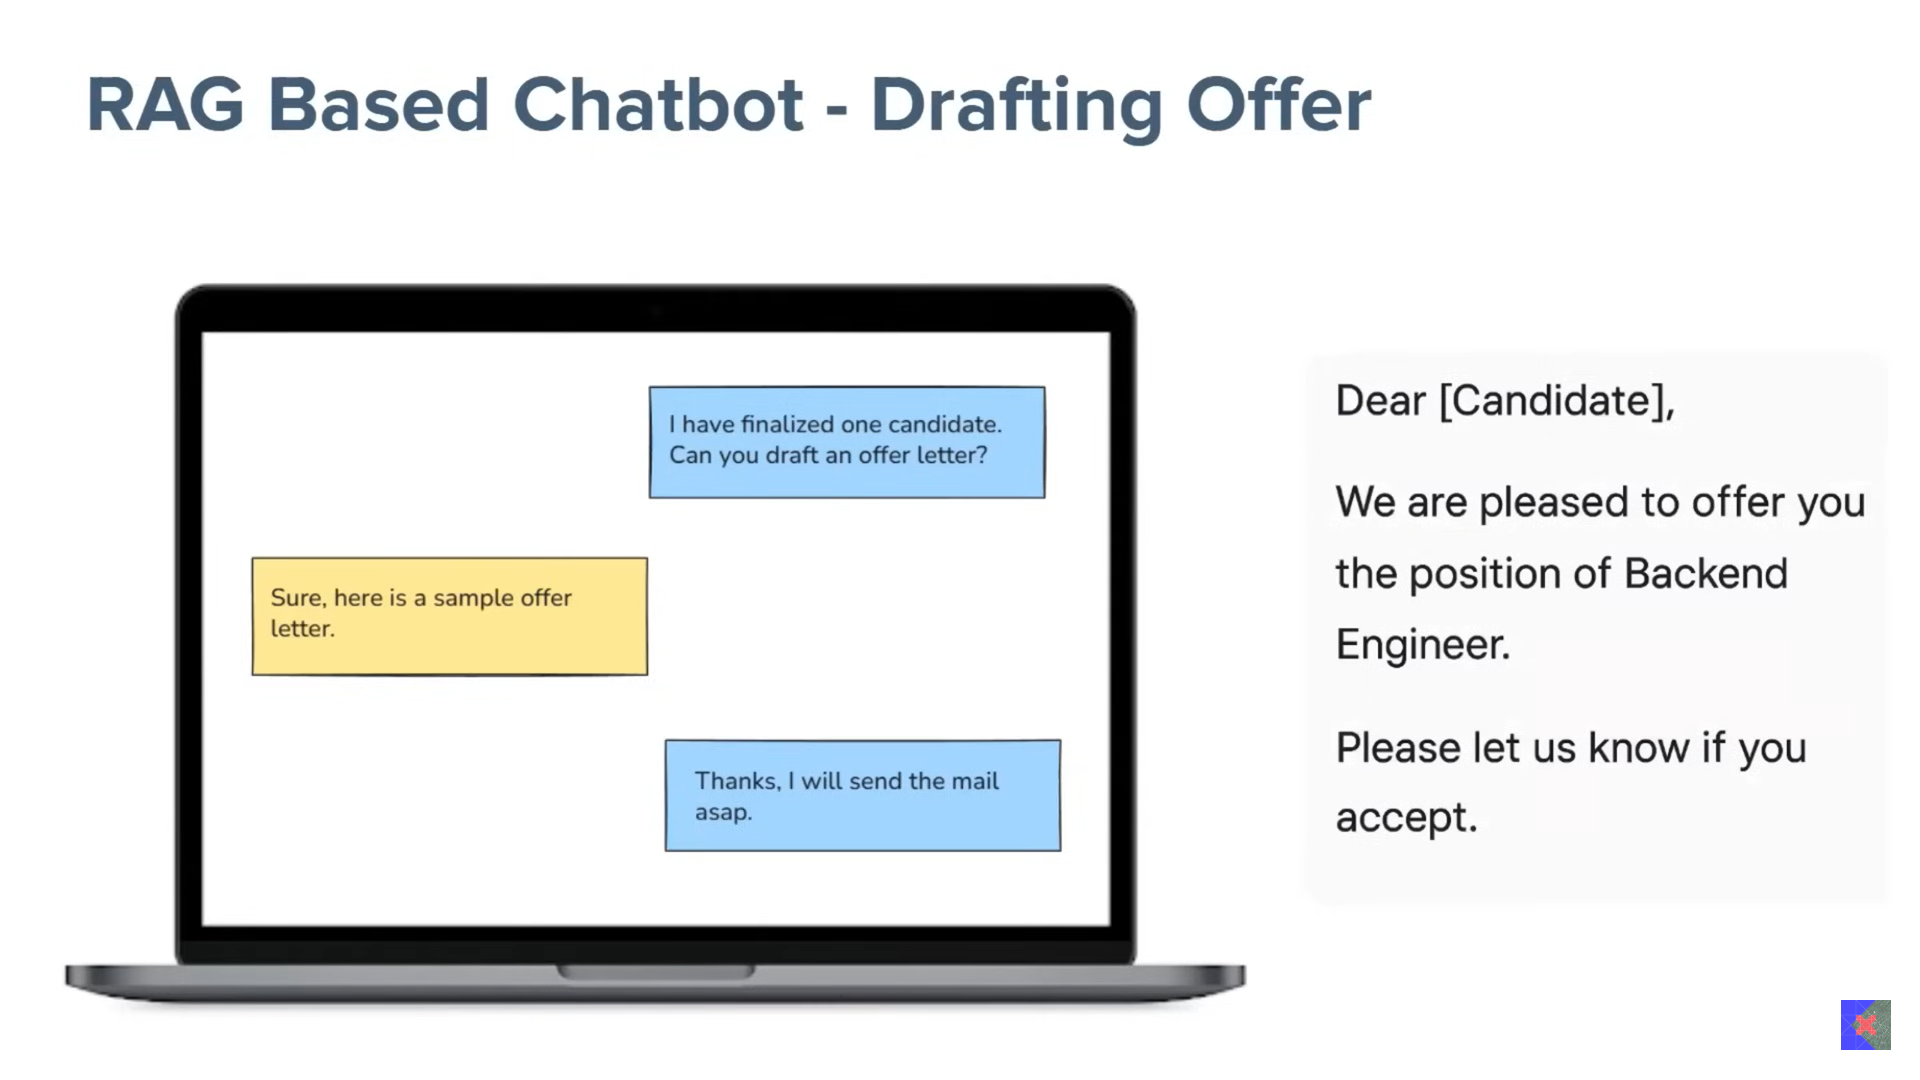 RAG Based Chatbot - Drafting Offer
I have finalized one candidate.
Can you draft an offer letter?
Sure, here is a sample offer
letter.
Thanks, I will send the mail
asap.
Dear [Candidate],
We are pleased to offer you
the position of Backend
Engineer.
Please let us know if you
accept.